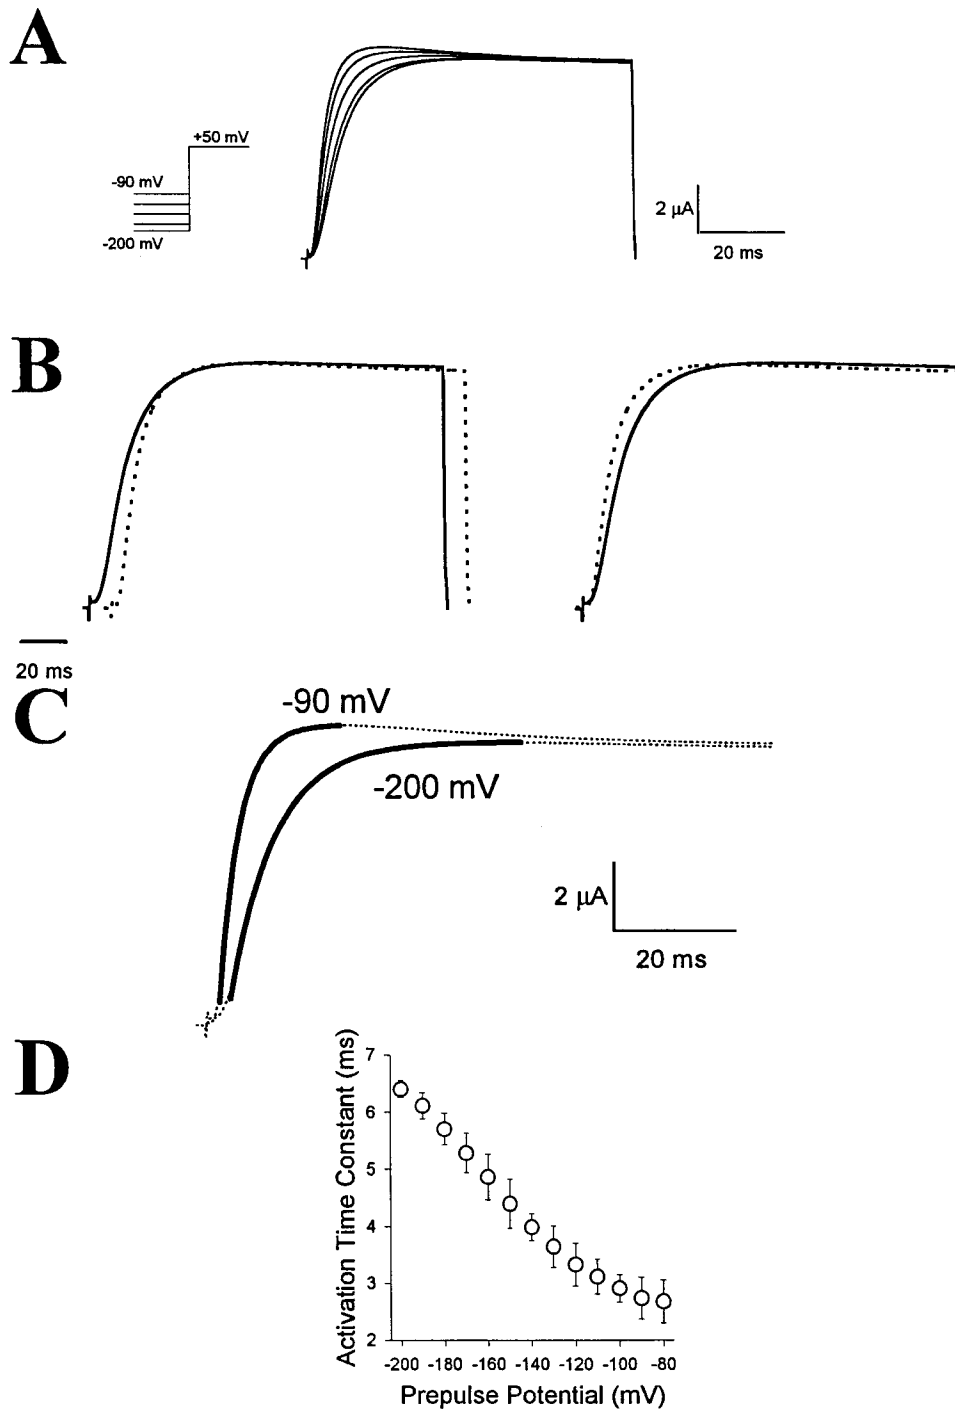 A
+50 mV
-90 mV
-200 mV
2 μA
20 ms
B
20 ms
C
-90 mV
-200 mV
2 μA
20 ms
D
Activation Time Constant (ms)
7
6
5
4
3
2
-200 -180 -160 -140 -120 -100 -80
Prepulse Potential (mV)